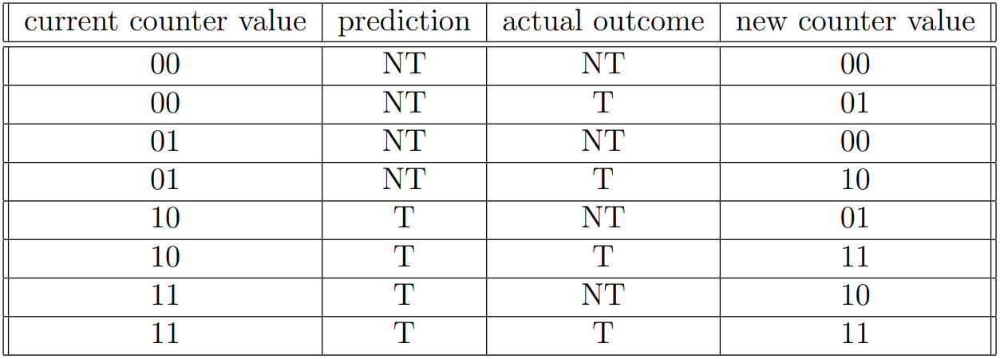 current counter value prediction actual outcome new counter value
00 NT NT 00
00 NT T 01
01 NT NT 00
01 NT T 10
10 T NT 01
10 T T 11
11 T NT 10
11 T T 11